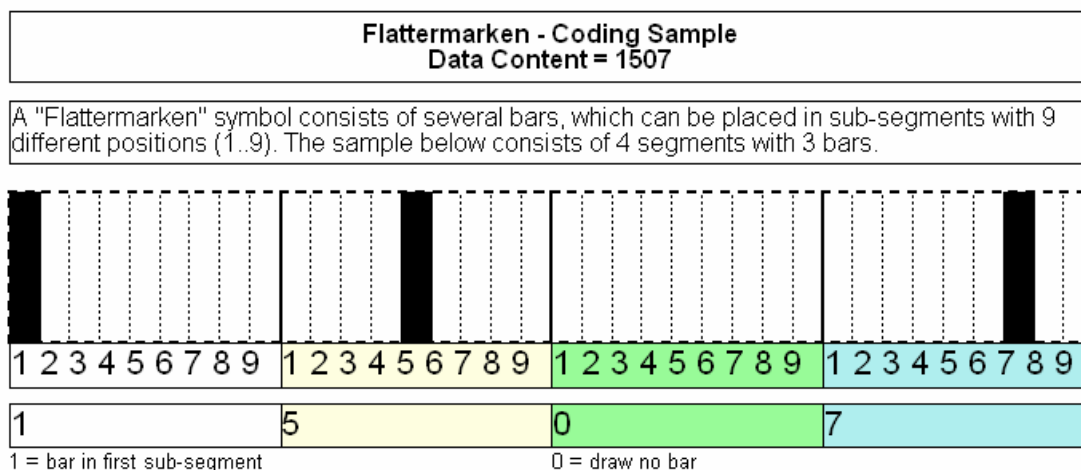 Flattermarken - Coding Sample
Data Content = 1507
A "Flattermarken" symbol consists of several bars, which can be placed in sub-segments with 9
different positions (1..9). The sample below consists of 4 segments with 3 bars.
1 2 3 4 5 6 7 8 9 1 2 3 4 5 6 7 8 9 1 2 3 4 5 6 7 8 9 1 2 3 4 5 6 7 8 9
1 5 0 7
1 = bar in first sub-segment 0 = draw no bar